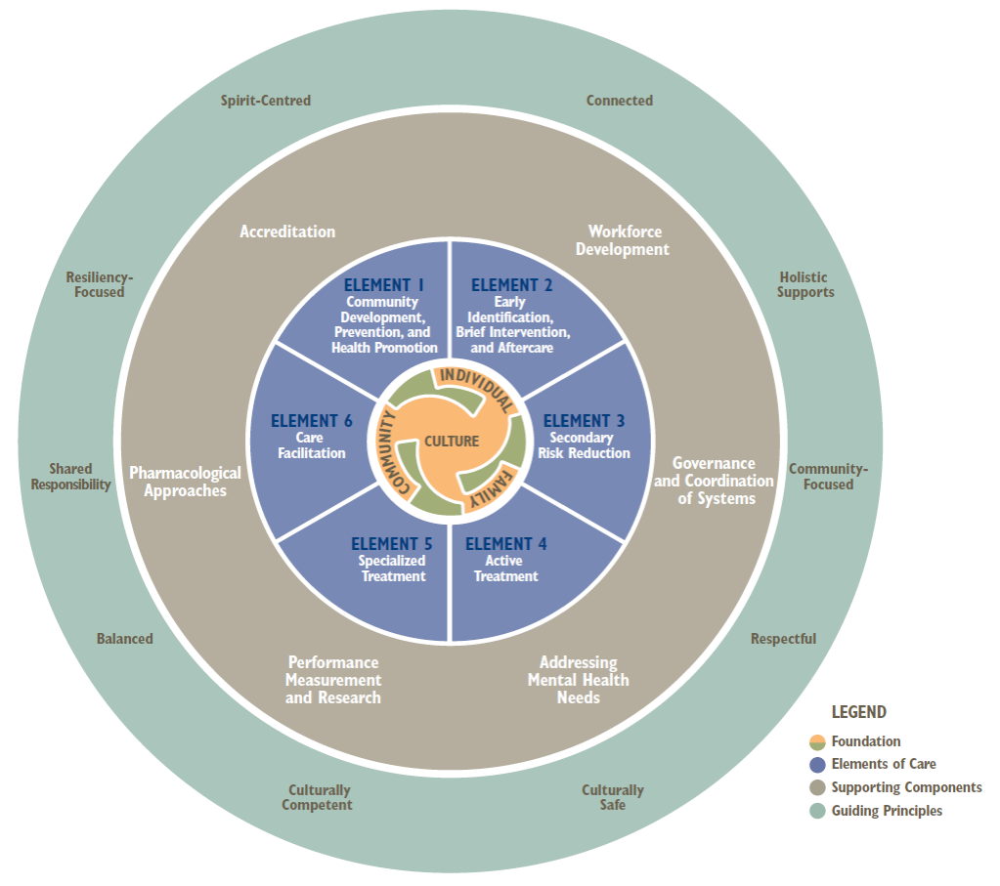 Spirit-Centred
Connected
Accreditation
Workforce
Development
Resiliency-
Focused
Holistic
Supports
ELEMENT 1
Community
Development,
Prevention, and
Health Promotion
ELEMENT 2
Early
Identification,
Brief Intervention,
and Aftercare
INDIVIDUAL
COMMUNITY
CULTURE
FAMILY
ELEMENT 6
Care
Facilitation
ELEMENT 3
Secondary
Risk Reduction
Shared
Responsibility
Pharmacological
Approaches
Governance
and Coordination
of Systems
Community-
Focused
ELEMENT 5
Specialized
Treatment
ELEMENT 4
Active
Treatment
Balanced
Respectful
Performance
Measurement
and Research
Addressing
Mental Health
Needs
Culturally
Competent
Culturally
Safe
LEGEND
Foundation
Elements of Care
Supporting Components
Guiding Principles